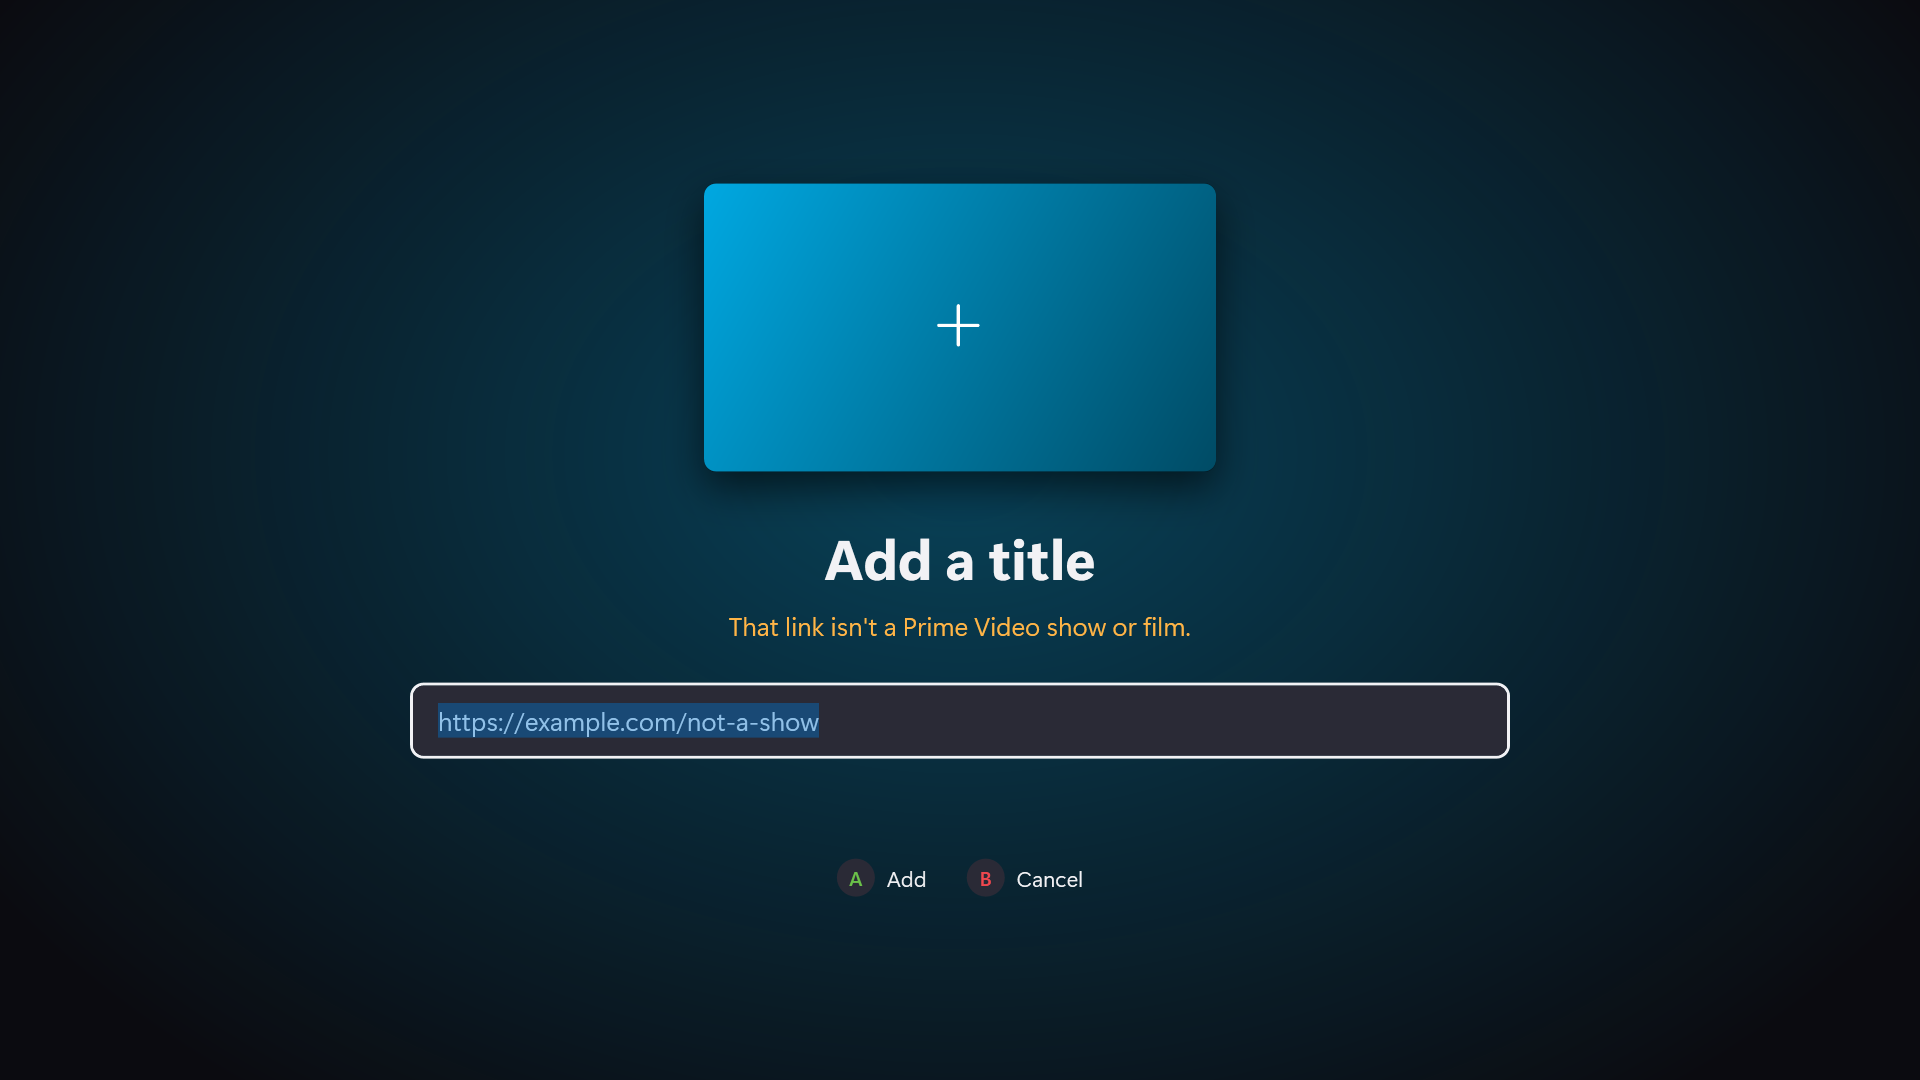 Add a title
That link isn't a Prime Video show or film.
https://example.com/not-a-show
A Add B Cancel